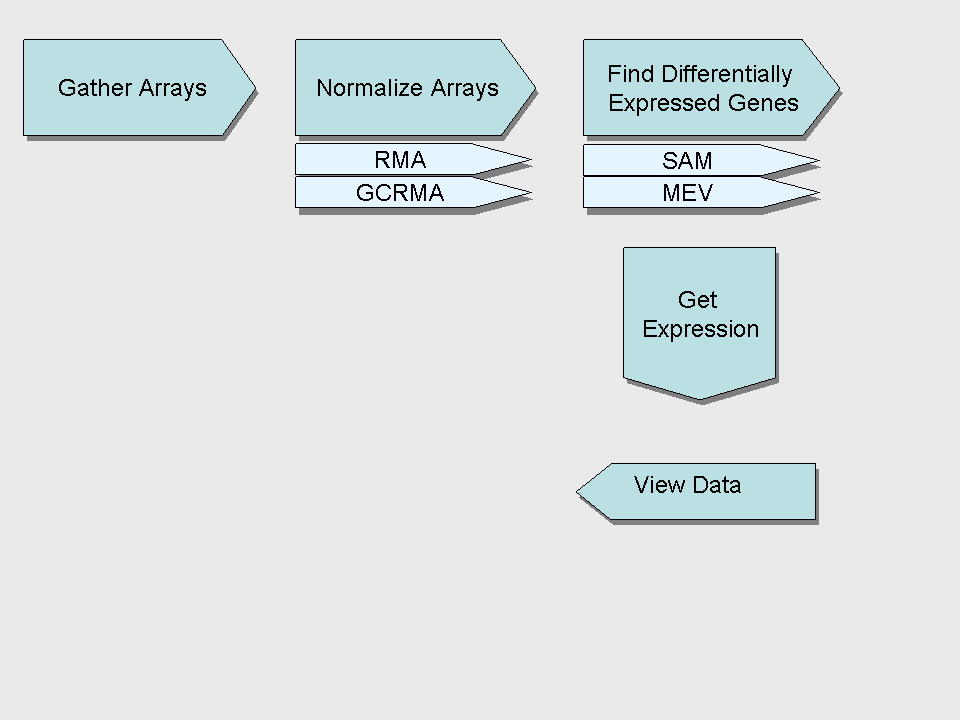 Gather Arrays
Normalize Arrays
RMA
GCRMA
Find Differentially
Expressed Genes
SAM
MEV
Get
Expression
View Data